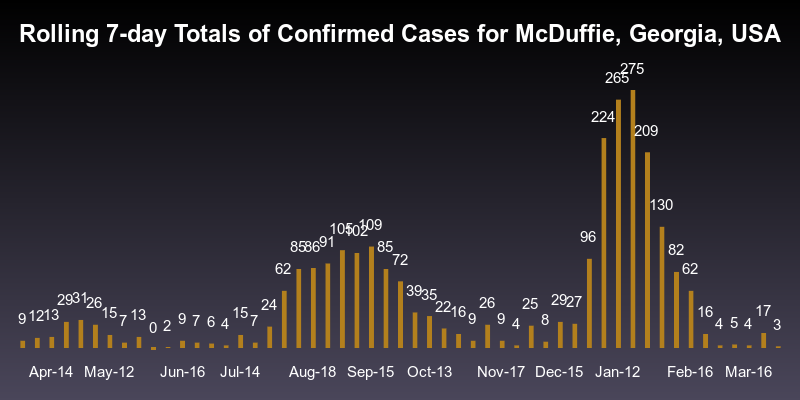 Rolling 7-day Totals of Confirmed Cases for McDuffie, Georgia, USA
9 12 13 29 31 26 15 7 13 0 2 9 7 6 4 15 7 24 62 85 86 91 105 102 109 85 72 39 35 22 16 9 26 9 4 25 8 29 27 96 224 265 275 209 130 82 62 16 4 5 4 17 3
Apr-14 May-12 Jun-16 Jul-14 Aug-18 Sep-15 Oct-13 Nov-17 Dec-15 Jan-12 Feb-16 Mar-16